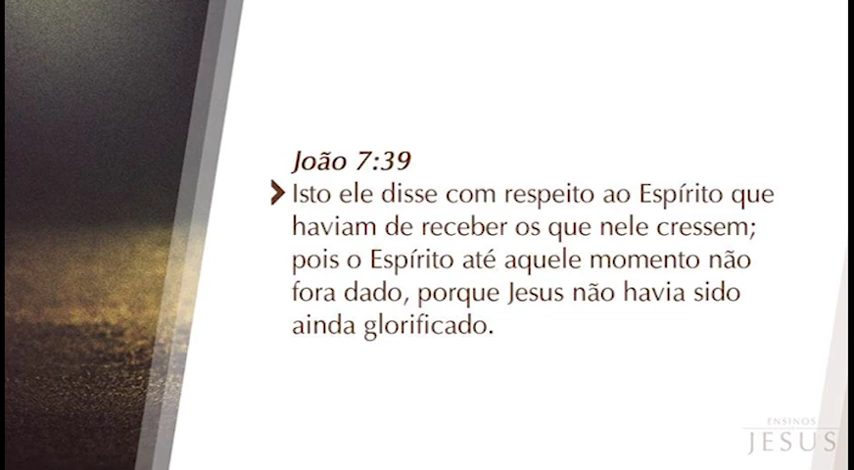 João 7:39
Isto ele disse com respeito ao Espírito que
haviam de receber os que nele cressem;
pois o Espírito até aquele momento não
fora dado, porque Jesus não havia sido
ainda glorificado.
ENSINOS
JESUS